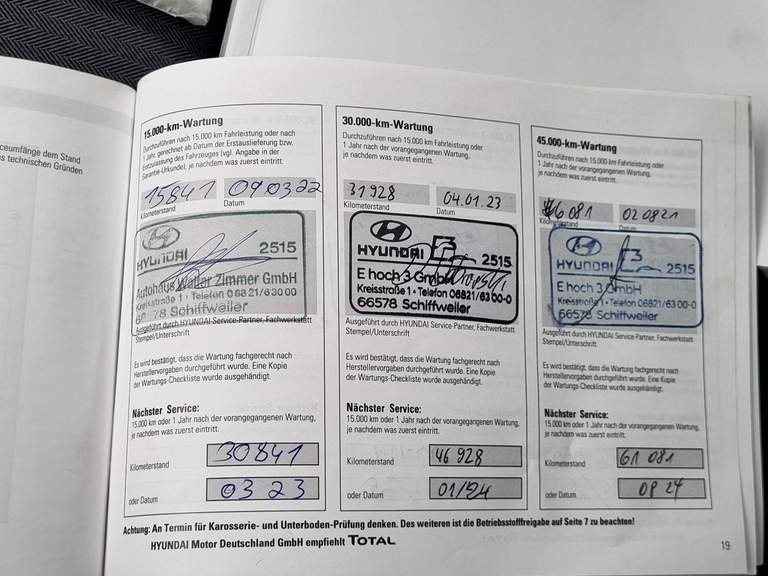 ceumfänge dem Stand
s technischen Gründen
15.000-km-Wartung
Durchzuführen nach 15.000 km Fahrleistung oder nach
1 Jahr, gerechnet ab Datum der Erstauslieferung bzw.
Erstzulassung des Fahrzeuges (vgl. Angabe in der
Garantie-Urkunde), je nachdem was zuerst eintritt.
15841 090322
Kilometerstand Datum
HYUNDAI 2515
Autohaus Walter Zimmer GmbH
Kreisstraße 1 • Telefon 06821/63000
66578 Schiffweiler
Ausgeführt durch HYUNDAI Service-Partner, Fachwerkstatt
Stempel/Unterschrift
Es wird bestätigt, dass die Wartung fachgerecht nach
Herstellervorgaben durchgeführt wurde. Eine Kopie
der Wartungs-Checkliste wurde ausgehändigt.
Nächster Service:
15.000 km oder 1 Jahr nach der vorangegangenen Wartung,
je nachdem was zuerst eintritt.
Kilometerstand 30841
oder Datum 03 23
30.000-km-Wartung
Durchzuführen nach 15.000 km Fahrleistung oder
1 Jahr nach der vorangegangenen Wartung,
je nachdem was zuerst eintritt.
31928 04.01.23
Kilometerstand Datum
HYUNDAI E3 2515
E hoch 3 GmbH
Kreisstraße 1 • Telefon 06821/63 00-0
66578 Schiffweiler
Ausgeführt durch HYUNDAI Service-Partner, Fachwerkstatt
Stempel/Unterschrift
Es wird bestätigt, dass die Wartung fachgerecht nach
Herstellervorgaben durchgeführt wurde. Eine Kopie
der Wartungs-Checkliste wurde ausgehändigt.
Nächster Service:
15.000 km oder 1 Jahr nach der vorangegangenen Wartung,
je nachdem was zuerst eintritt.
Kilometerstand 46 928
oder Datum 01/24
45.000-km-Wartung
Durchzuführen nach 15.000 km Fahrleistung oder
1 Jahr nach der vorangegangenen Wartung,
je nachdem was zuerst eintritt.
46 081 020821
Kilometerstand Datum
HYUNDAI E3 2515
E hoch 3 GmbH
Kreisstraße 1 • Telefon 06821/63 00-0
66578 Schiffweiler
Ausgeführt durch HYUNDAI Service-Partner, Fachwerkstatt
Stempel/Unterschrift
Es wird bestätigt, dass die Wartung fachgerecht nach
Herstellervorgaben durchgeführt wurde. Eine Kopie
der Wartungs-Checkliste wurde ausgehändigt.
Nächster Service:
15.000 km oder 1 Jahr nach der vorangegangenen Wartung,
je nachdem was zuerst eintritt.
Kilometerstand 61 081
oder Datum 08 24
Achtung: An Termin für Karosserie- und Unterboden-Prüfung denken. Des weiteren ist die Betriebsstofffreigabe auf Seite 7 zu beachten!
HYUNDAI Motor Deutschland GmbH empfiehlt TOTAL
19